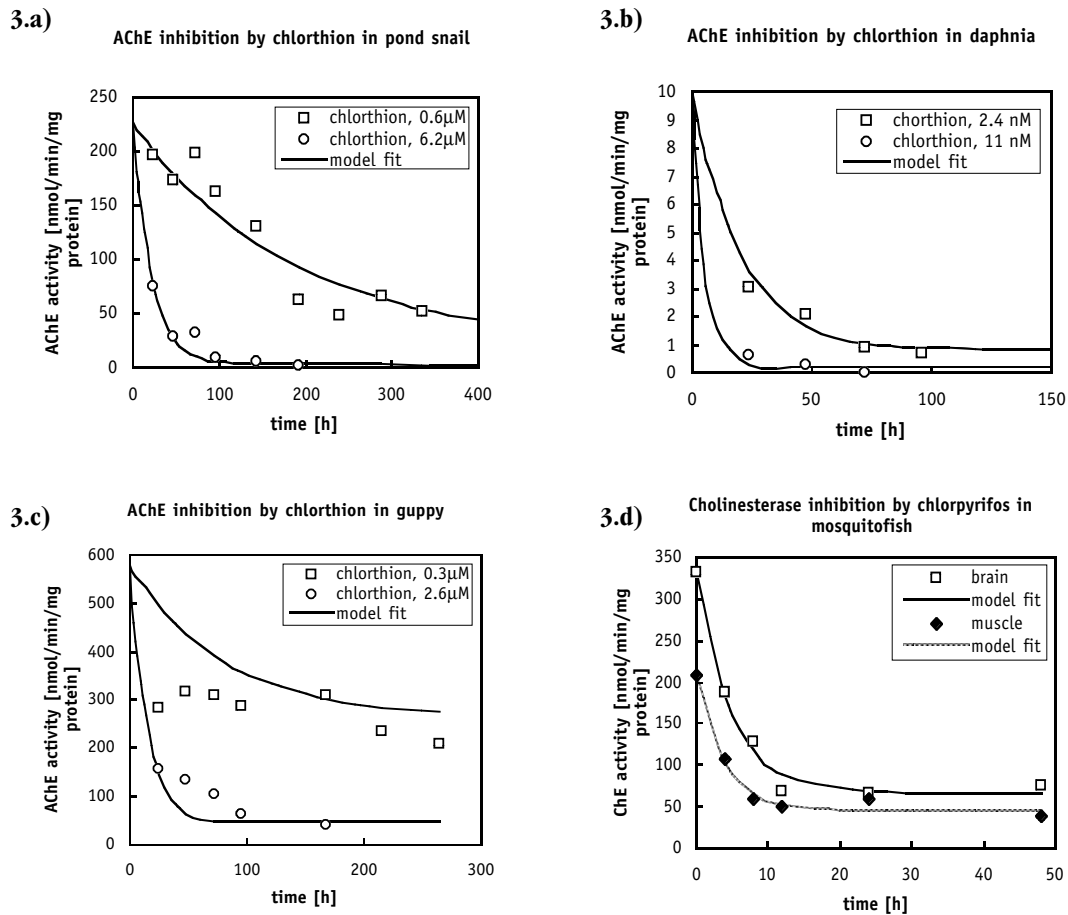 3.a)
AChE inhibition by chlorthion in pond snail
AChE activity [nmol/min/mg
protein]
250
200
150
100
50
0
chlorthion, 0.6µM
chlorthion, 6.2µM
model fit
0 100 200 300 400
time [h]
3.b)
AChE inhibition by chlorthion in daphnia
AChE activity [nmol/min/mg
protein]
10
9
8
7
6
5
4
3
2
1
0
chorthion, 2.4 nM
chlorthion, 11 nM
model fit
0 50 100 150
time [h]
3.c)
AChE inhibition by chlorthion in guppy
AChE activity [nmol/min/mg
protein]
600
500
400
300
200
100
0
chlorthion, 0.3µM
chlorthion, 2.6µM
model fit
0 100 200 300
time [h]
3.d)
Cholinesterase inhibition by chlorpyrifos in
mosquitofish
ChE activity [nmol/min/mg
protein]
350
300
250
200
150
100
50
0
brain
model fit
muscle
model fit
0 10 20 30 40 50
time [h]